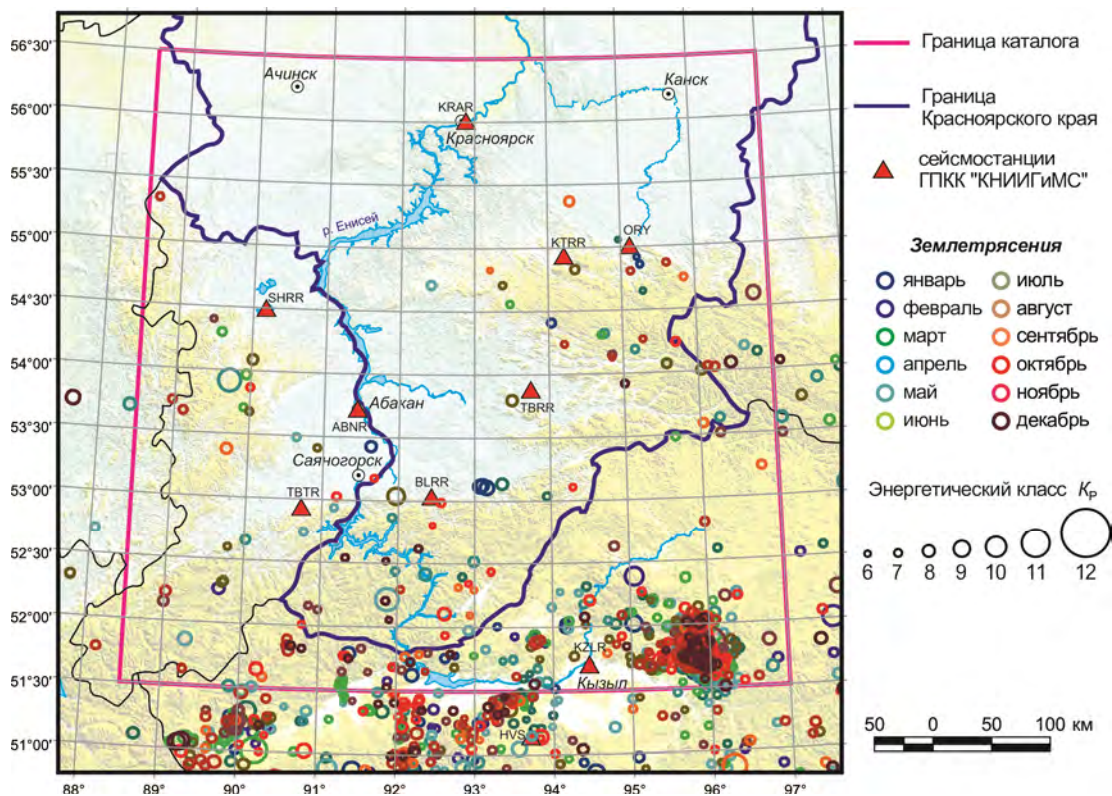 56°30'
56°00'
55°30'
55°00'
54°30'
54°00'
53°30'
53°00'
52°30'
52°00'
51°30'
51°00'
88°
89°
90°
91°
92°
93°
94°
95°
96°
97°
Ачинск
Канск
KRAR
Красноярск
р. Енисей
KTRR
ORY
SHRR
Абакан
ABNR
TBRR
Саяногорск
TBTR
BLRR
KZLR
Кызыл
HVS
Граница каталога
Граница
Красноярского края
сейсмостанции
ГПКК "КНИИГиМС"
Землетрясения
январь
февраль
март
апрель
май
июнь
июль
август
сентябрь
октябрь
ноябрь
декабрь
Энергетический класс Kр
6 7 8 9 10 11 12
50 0 50 100 км